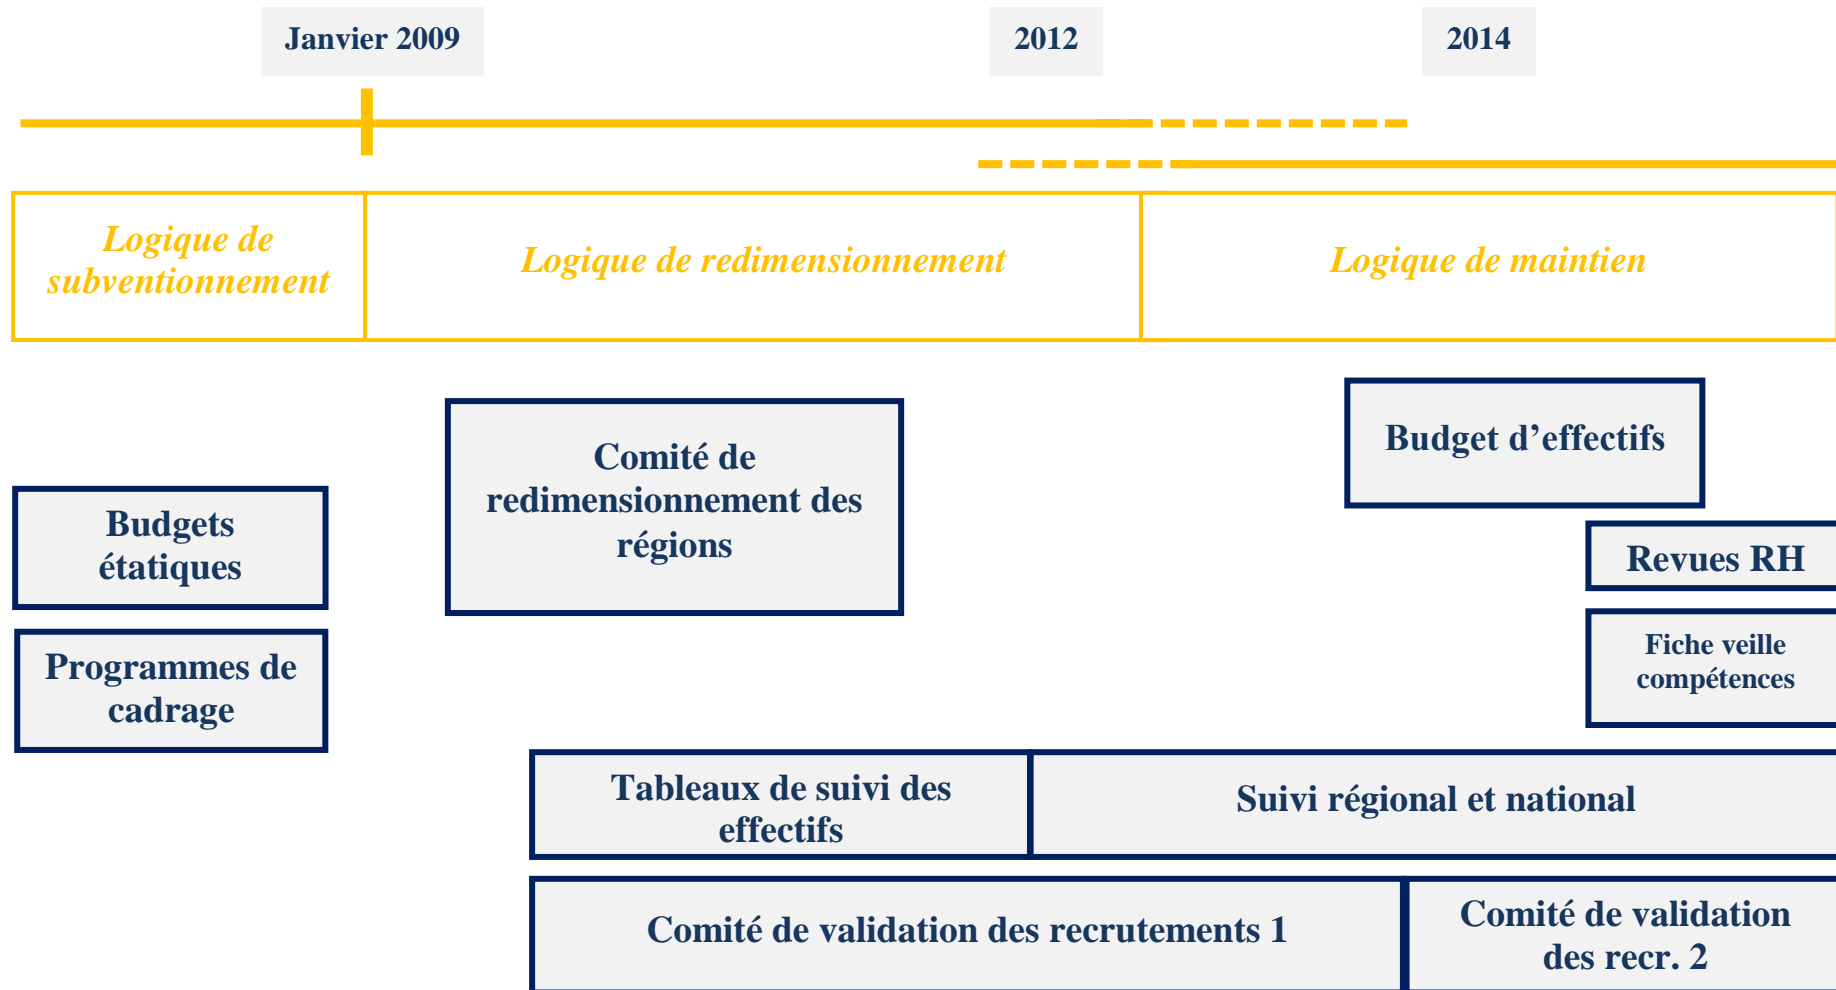 Janvier 2009
2012
2014
Logique de
subventionnement
Logique de redimensionnement
Logique de maintien
Budgets
étatiques
Programmes de
cadrage
Comité de
redimensionnement des
régions
Budget d’effectifs
Revues RH
Fiche veille
compétences
Tableaux de suivi des
effectifs
Suivi régional et national
Comité de validation des recrutements 1
Comité de validation
des recr. 2